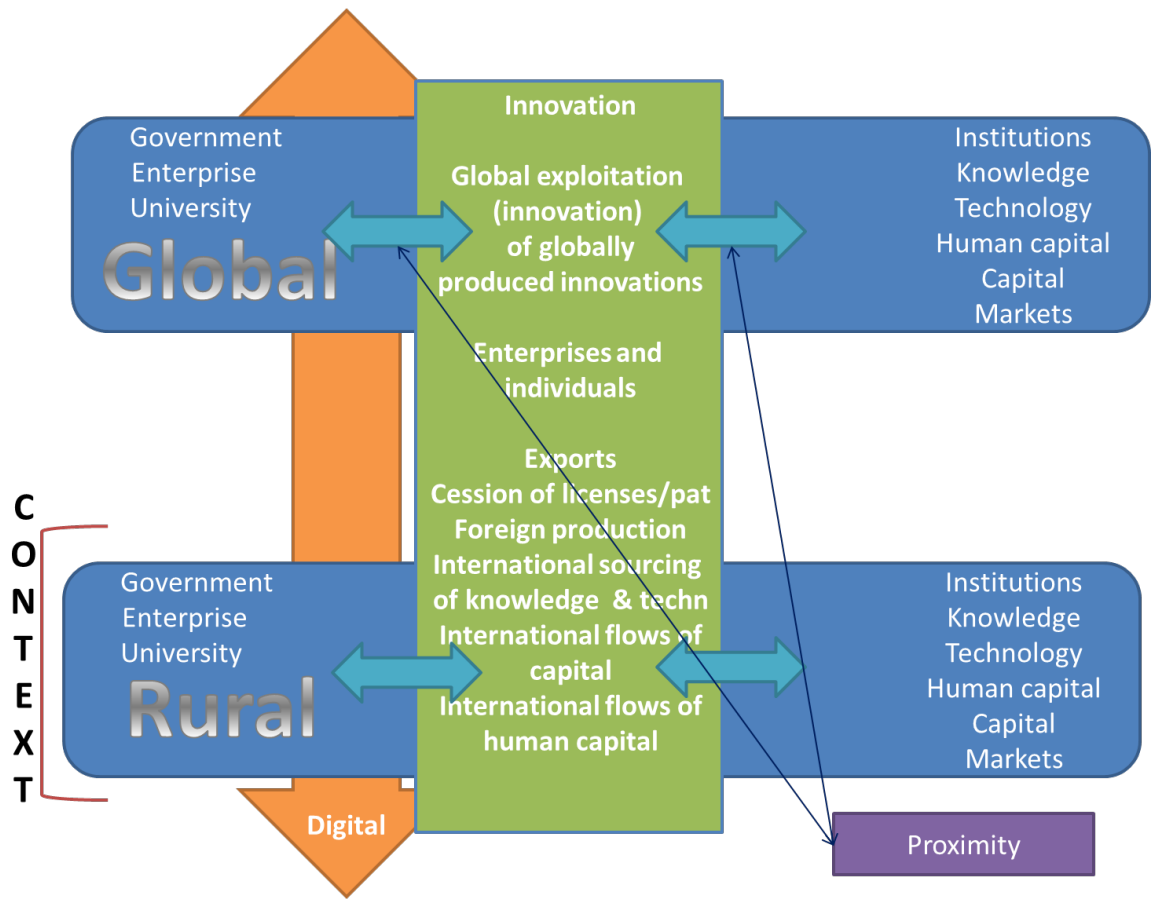 Government
Enterprise
University
Global
Innovation
Global exploitation
(innovation)
of globally
produced innovations
Enterprises and
individuals
Exports
Cession of licenses/pat
Foreign production
International sourcing
of knowledge & techn
International flows of
capital
International flows of
human capital
Institutions
Knowledge
Technology
Human capital
Capital
Markets
C
O
N
T
E
X
T
Government
Enterprise
University
Rural
Institutions
Knowledge
Technology
Human capital
Capital
Markets
Digital
Proximity